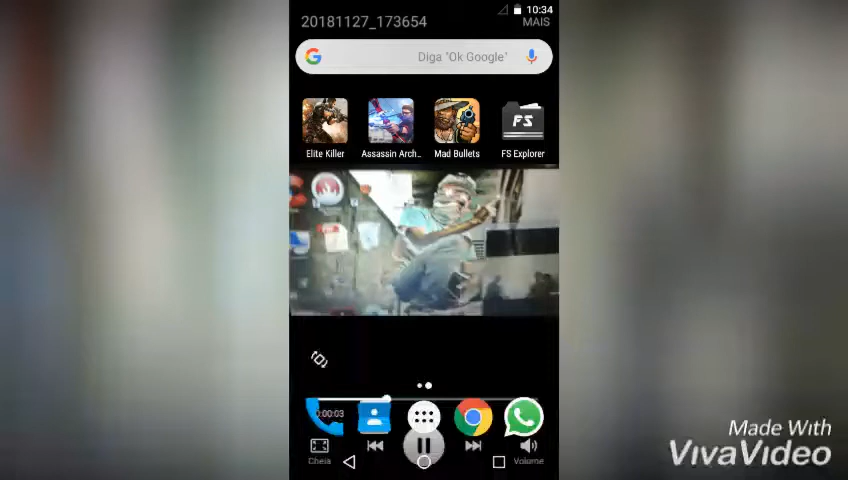 10:34
20181127_173654
MAIS
Diga "Ok Google"
FS
Elite Killer
Assassin Arch..
Mad Bullets
FS Explorer
0:00:03
Cheia
Volume
Made With
VivaVideo